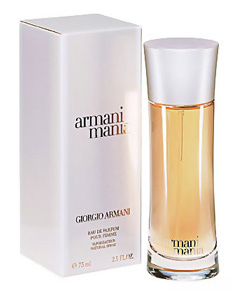 armani
mania
GIORGIO ARMANI
EAU DE PARFUM
POUR FEMME
VAPORISATEUR
NATURAL SPRAY
e 75 ml 2.5 FL.OZ.
mani
mania